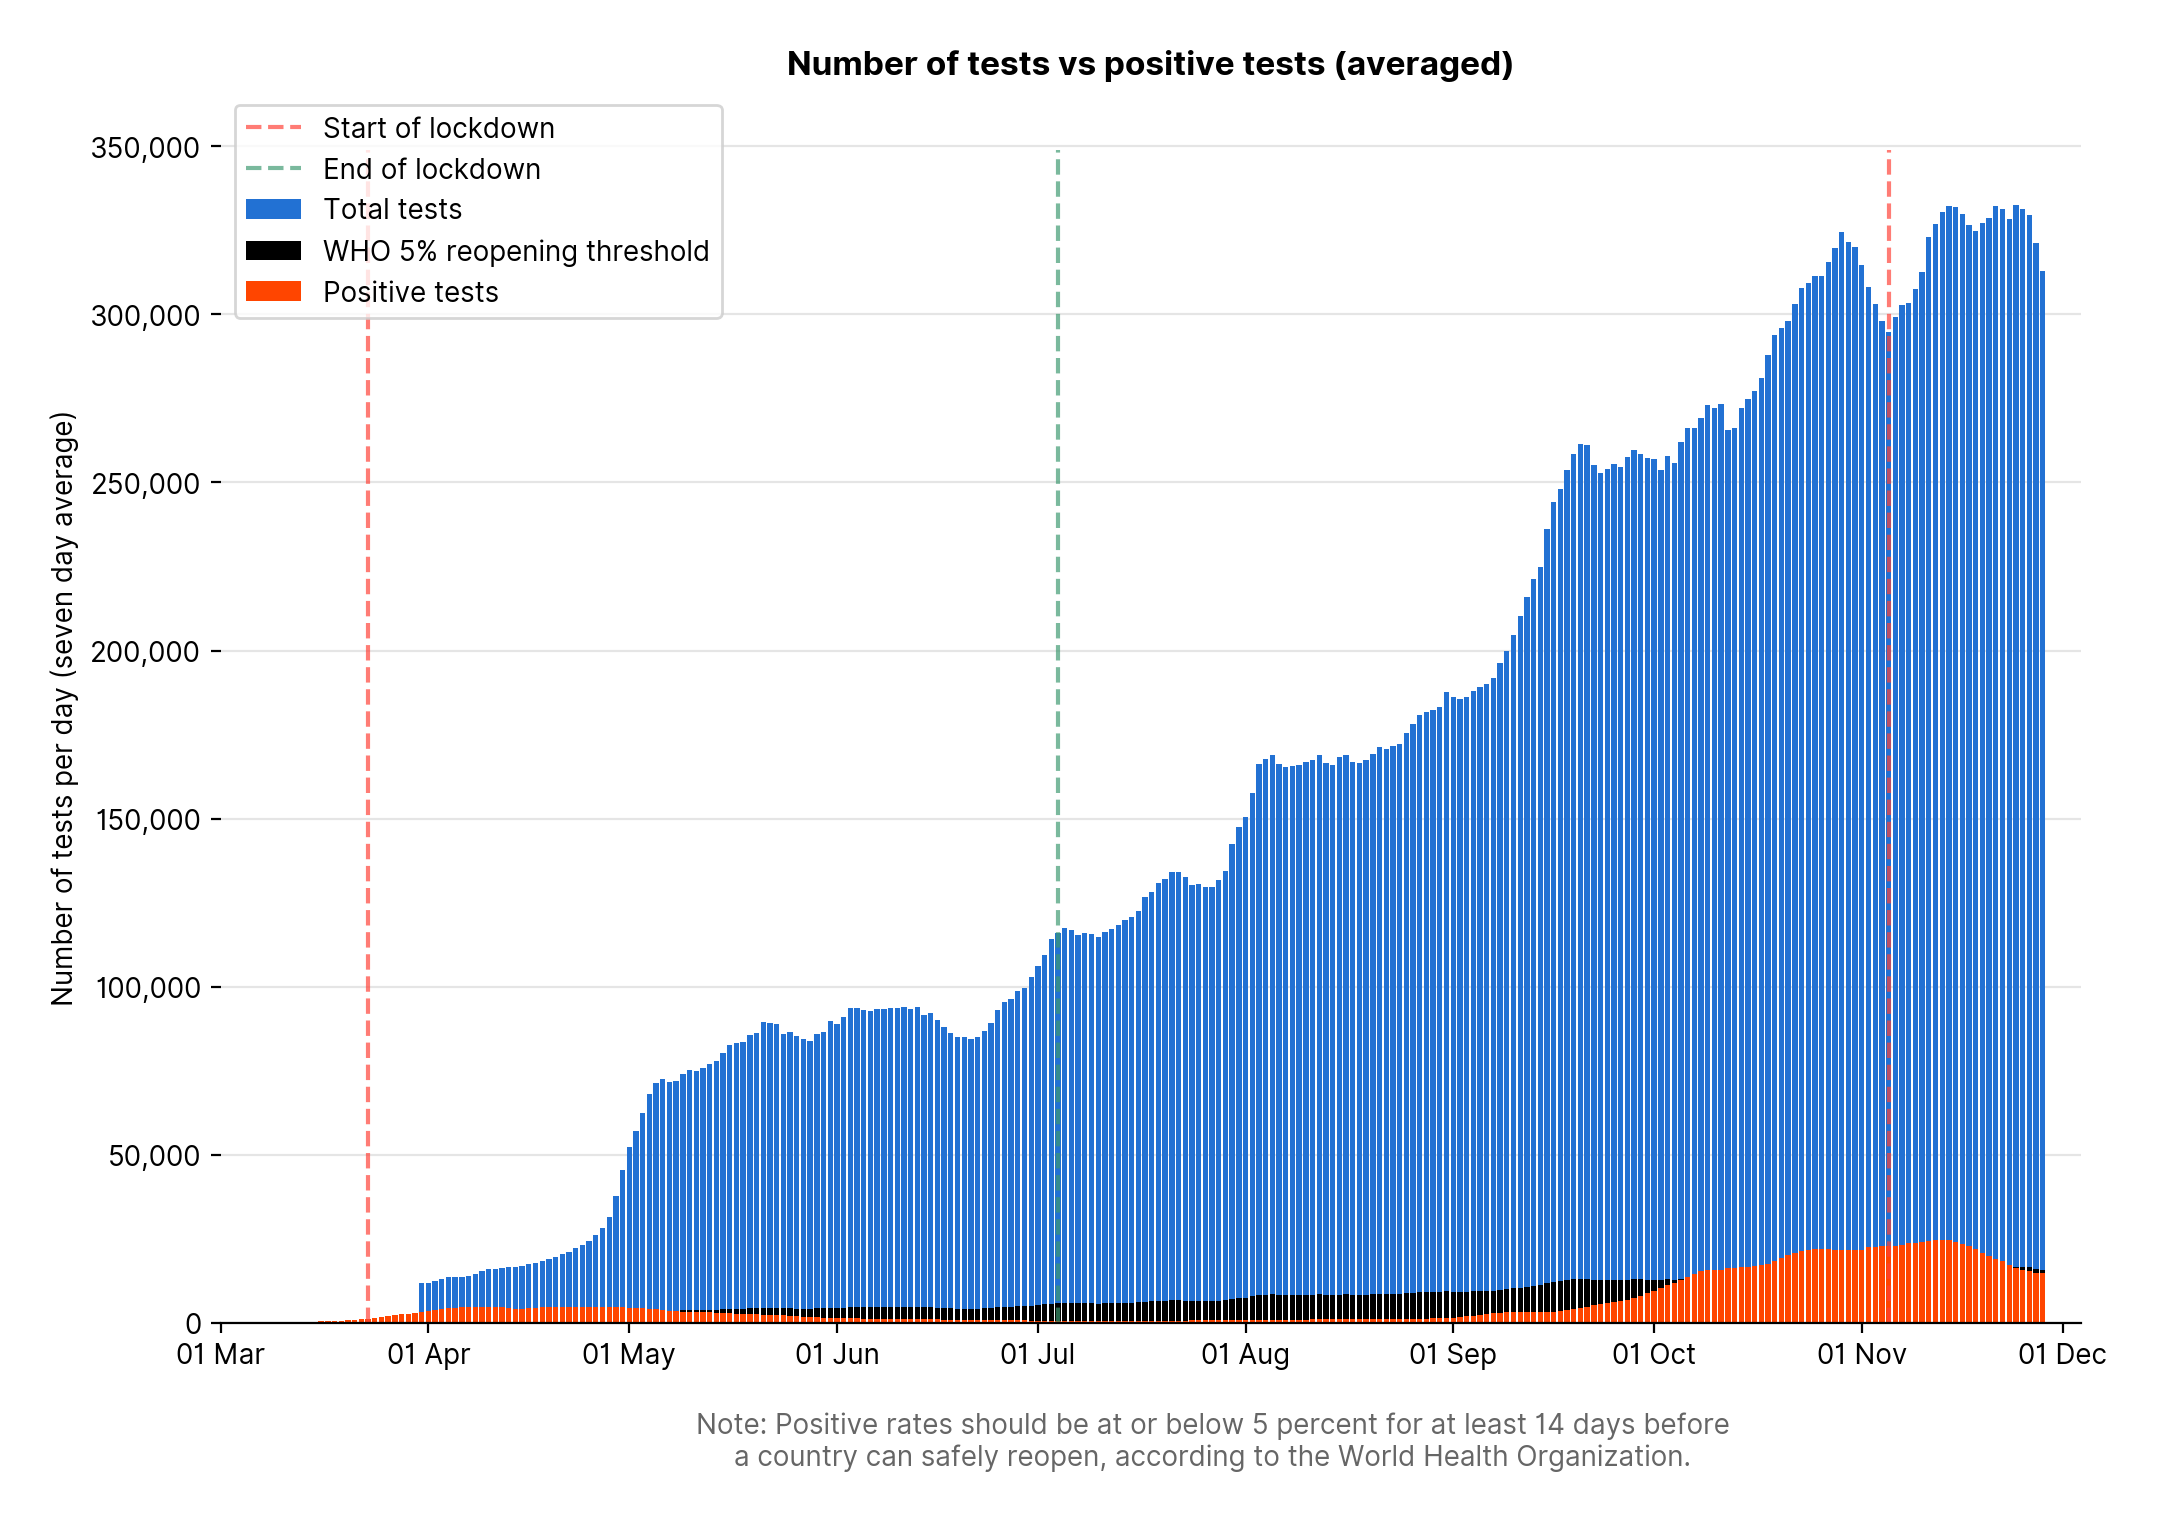 Number of tests vs positive tests (averaged)
Start of lockdown
End of lockdown
Total tests
WHO 5% reopening threshold
Positive tests
Number of tests per day (seven day average)
350,000
300,000
250,000
200,000
150,000
100,000
50,000
0
01 Mar
01 Apr
01 May
01 Jun
01 Jul
01 Aug
01 Sep
01 Oct
01 Nov
01 Dec
Note: Positive rates should be at or below 5 percent for at least 14 days before
a country can safely reopen, according to the World Health Organization.